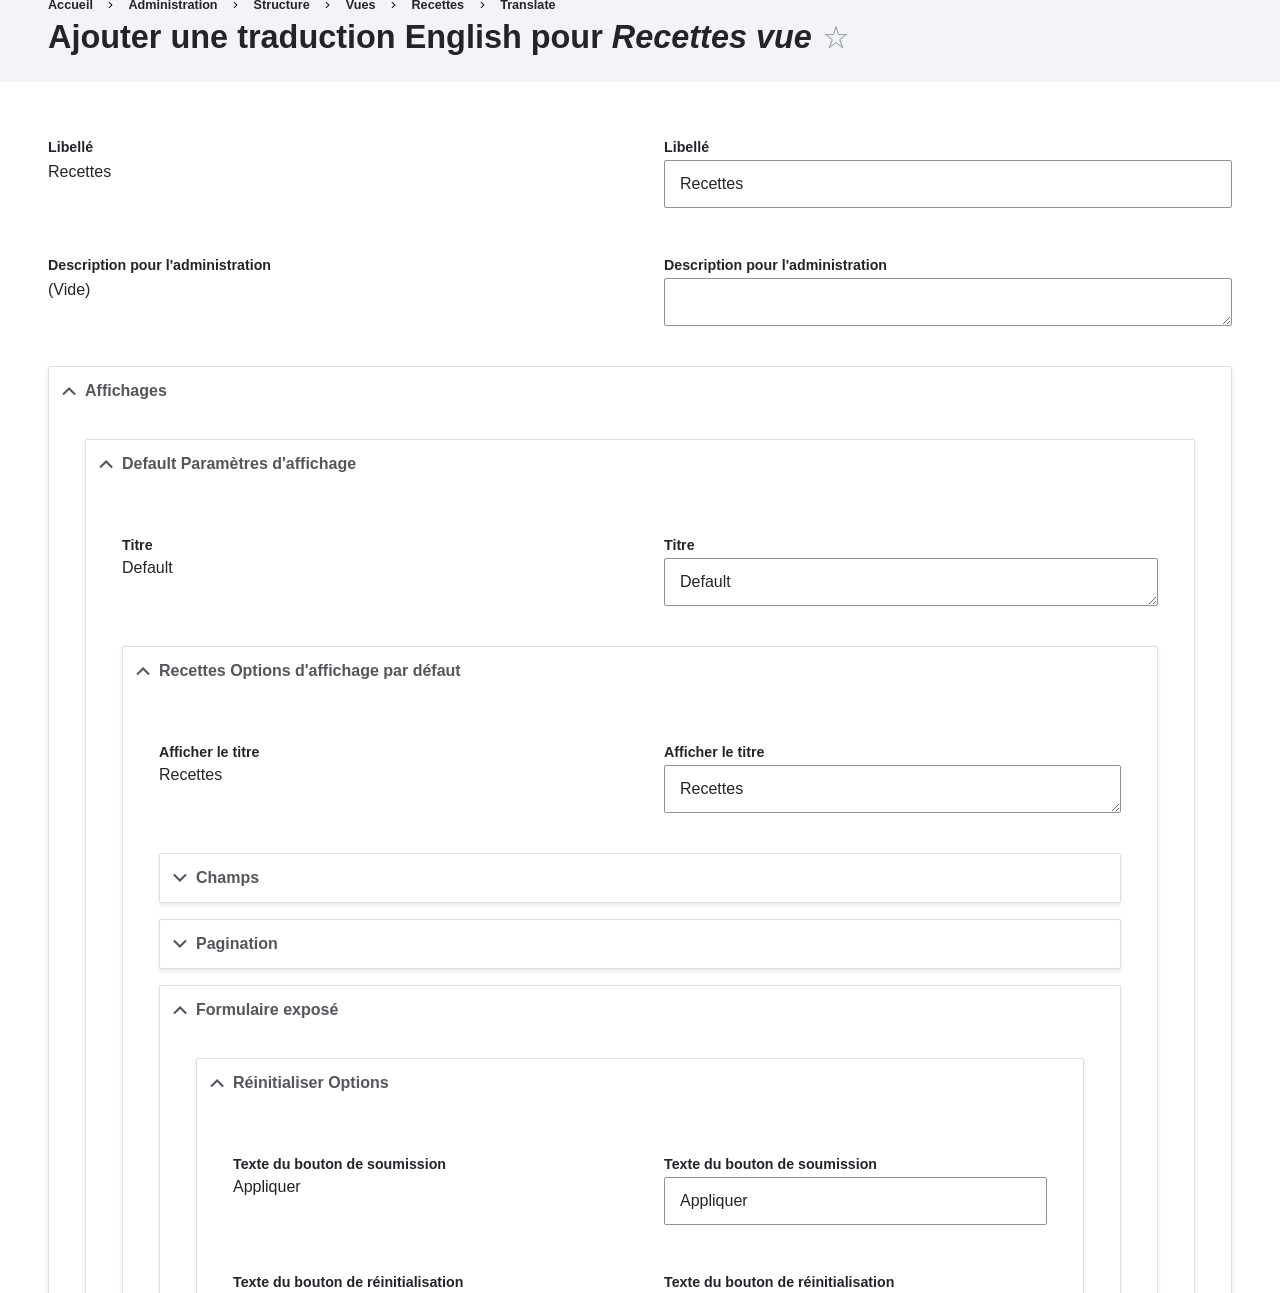 Accueil Administration Structure Vues Recettes Translate
Ajouter une traduction English pour Recettes vue
Libellé Libellé
Recettes Recettes
Description pour l'administration Description pour l'administration
(Vide)
Affichages
Default Paramètres d'affichage
Titre Titre
Default Default
Recettes Options d'affichage par défaut
Afficher le titre Afficher le titre
Recettes Recettes
Champs
Pagination
Formulaire exposé
Réinitialiser Options
Texte du bouton de soumission Texte du bouton de soumission
Appliquer Appliquer
Texte du bouton de réinitialisation Texte du bouton de réinitialisation